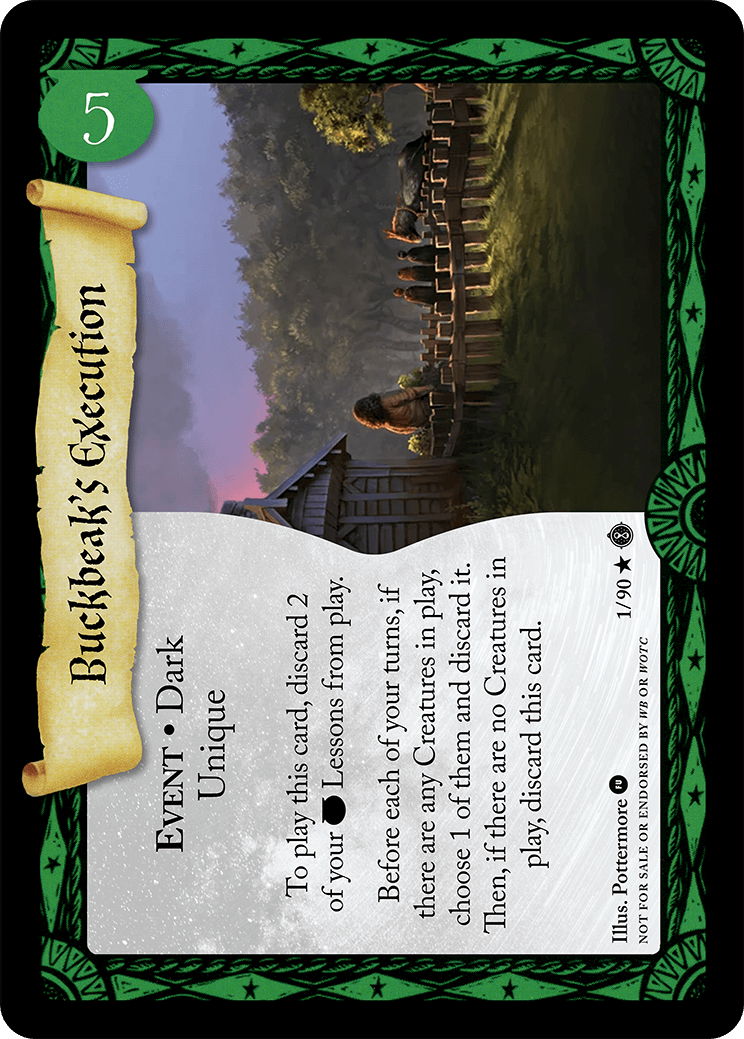 5
Buckbeak's Execution
EVENT • Dark
Unique
To play this card, discard 2
of your Lessons from play.
Before each of your turns, if
there are any Creatures in play,
choose 1 of them and discard it.
Then, if there are no Creatures in
play, discard this card.
Illus. Pottermore FU
1/90 ★
NOT FOR SALE OR ENDORSED BY WB OR WOTC